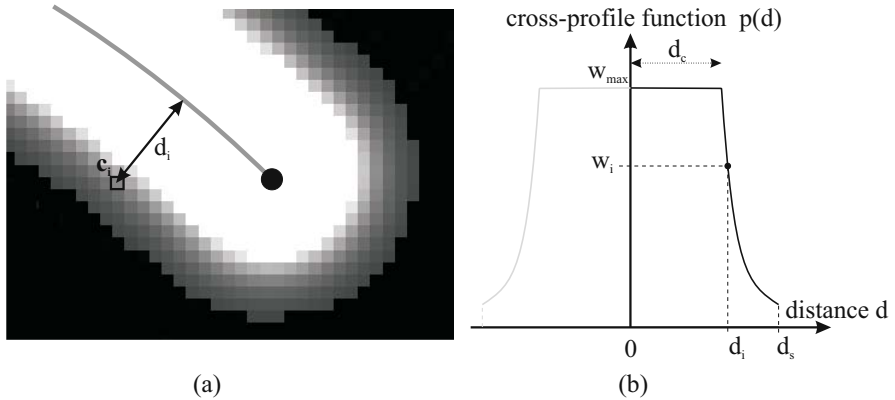 c_i
d_i
(a)
cross-profile function p(d)
d_c
w_max
w_i
distance d
0
d_i
d_s
(b)